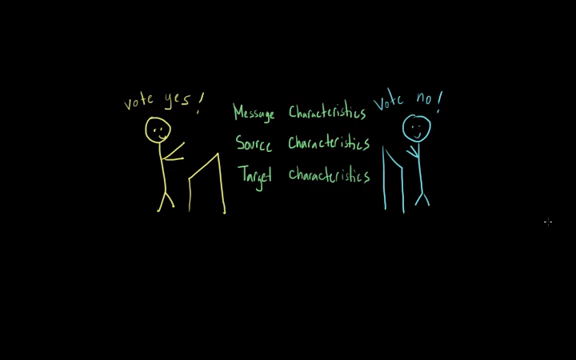 vote yes!
Message Characteristics
vote no!
Source Characteristics
Target characteristics